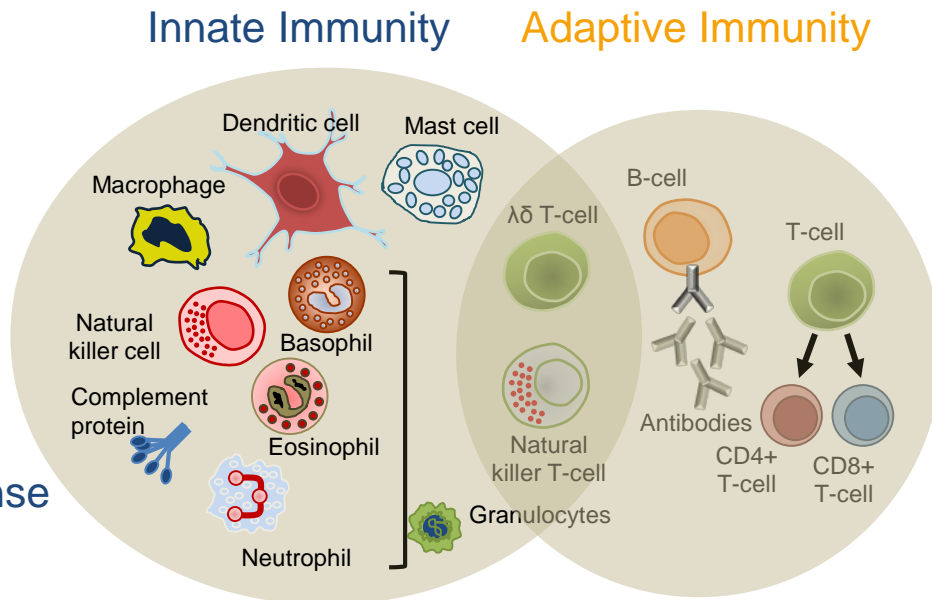 Innate Immunity
Adaptive Immunity
Dendritic cell
Mast cell
Macrophage
B-cell
λδ T-cell
T-cell
Natural
killer cell
Basophil
Complement
protein
Eosinophil
Antibodies
Natural
killer T-cell
CD4+
T-cell
CD8+
T-cell
nse
Granulocytes
Neutrophil